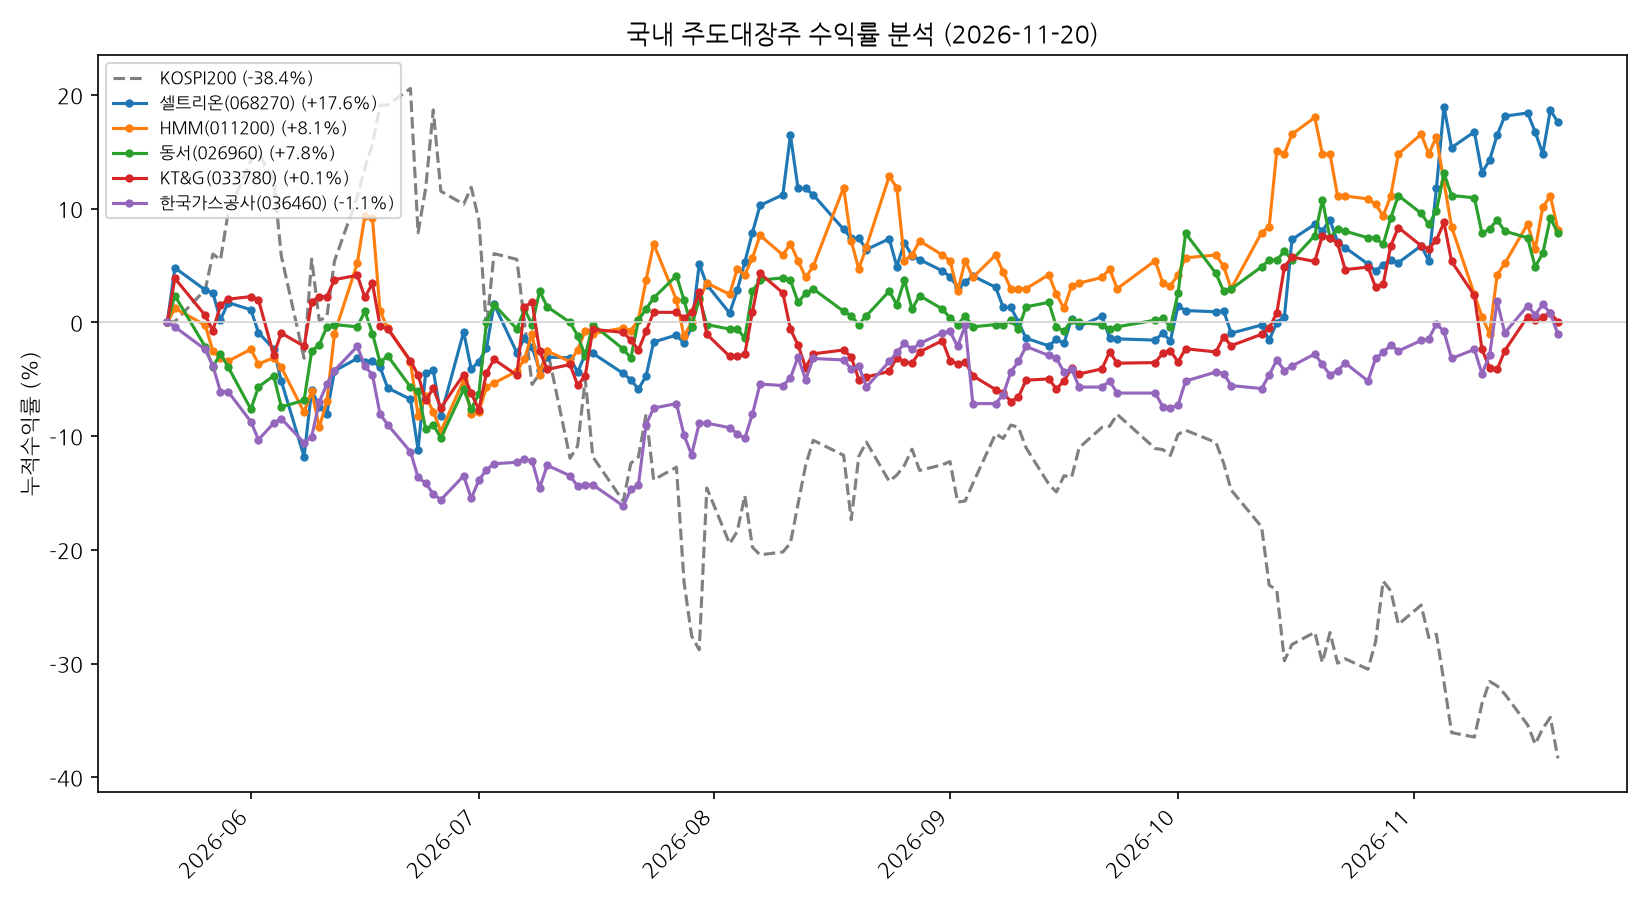 국내 주도대장주 수익률 분석 (2026-11-20)
KOSPI200 (-38.4%)
셀트리온(068270) (+17.6%)
HMM(011200) (+8.1%)
동서(026960) (+7.8%)
KT&G(033780) (+0.1%)
한국가스공사(036460) (-1.1%)
누적수익률 (%)
20
10
0
-10
-20
-30
-40
2026-06
2026-07
2026-08
2026-09
2026-10
2026-11